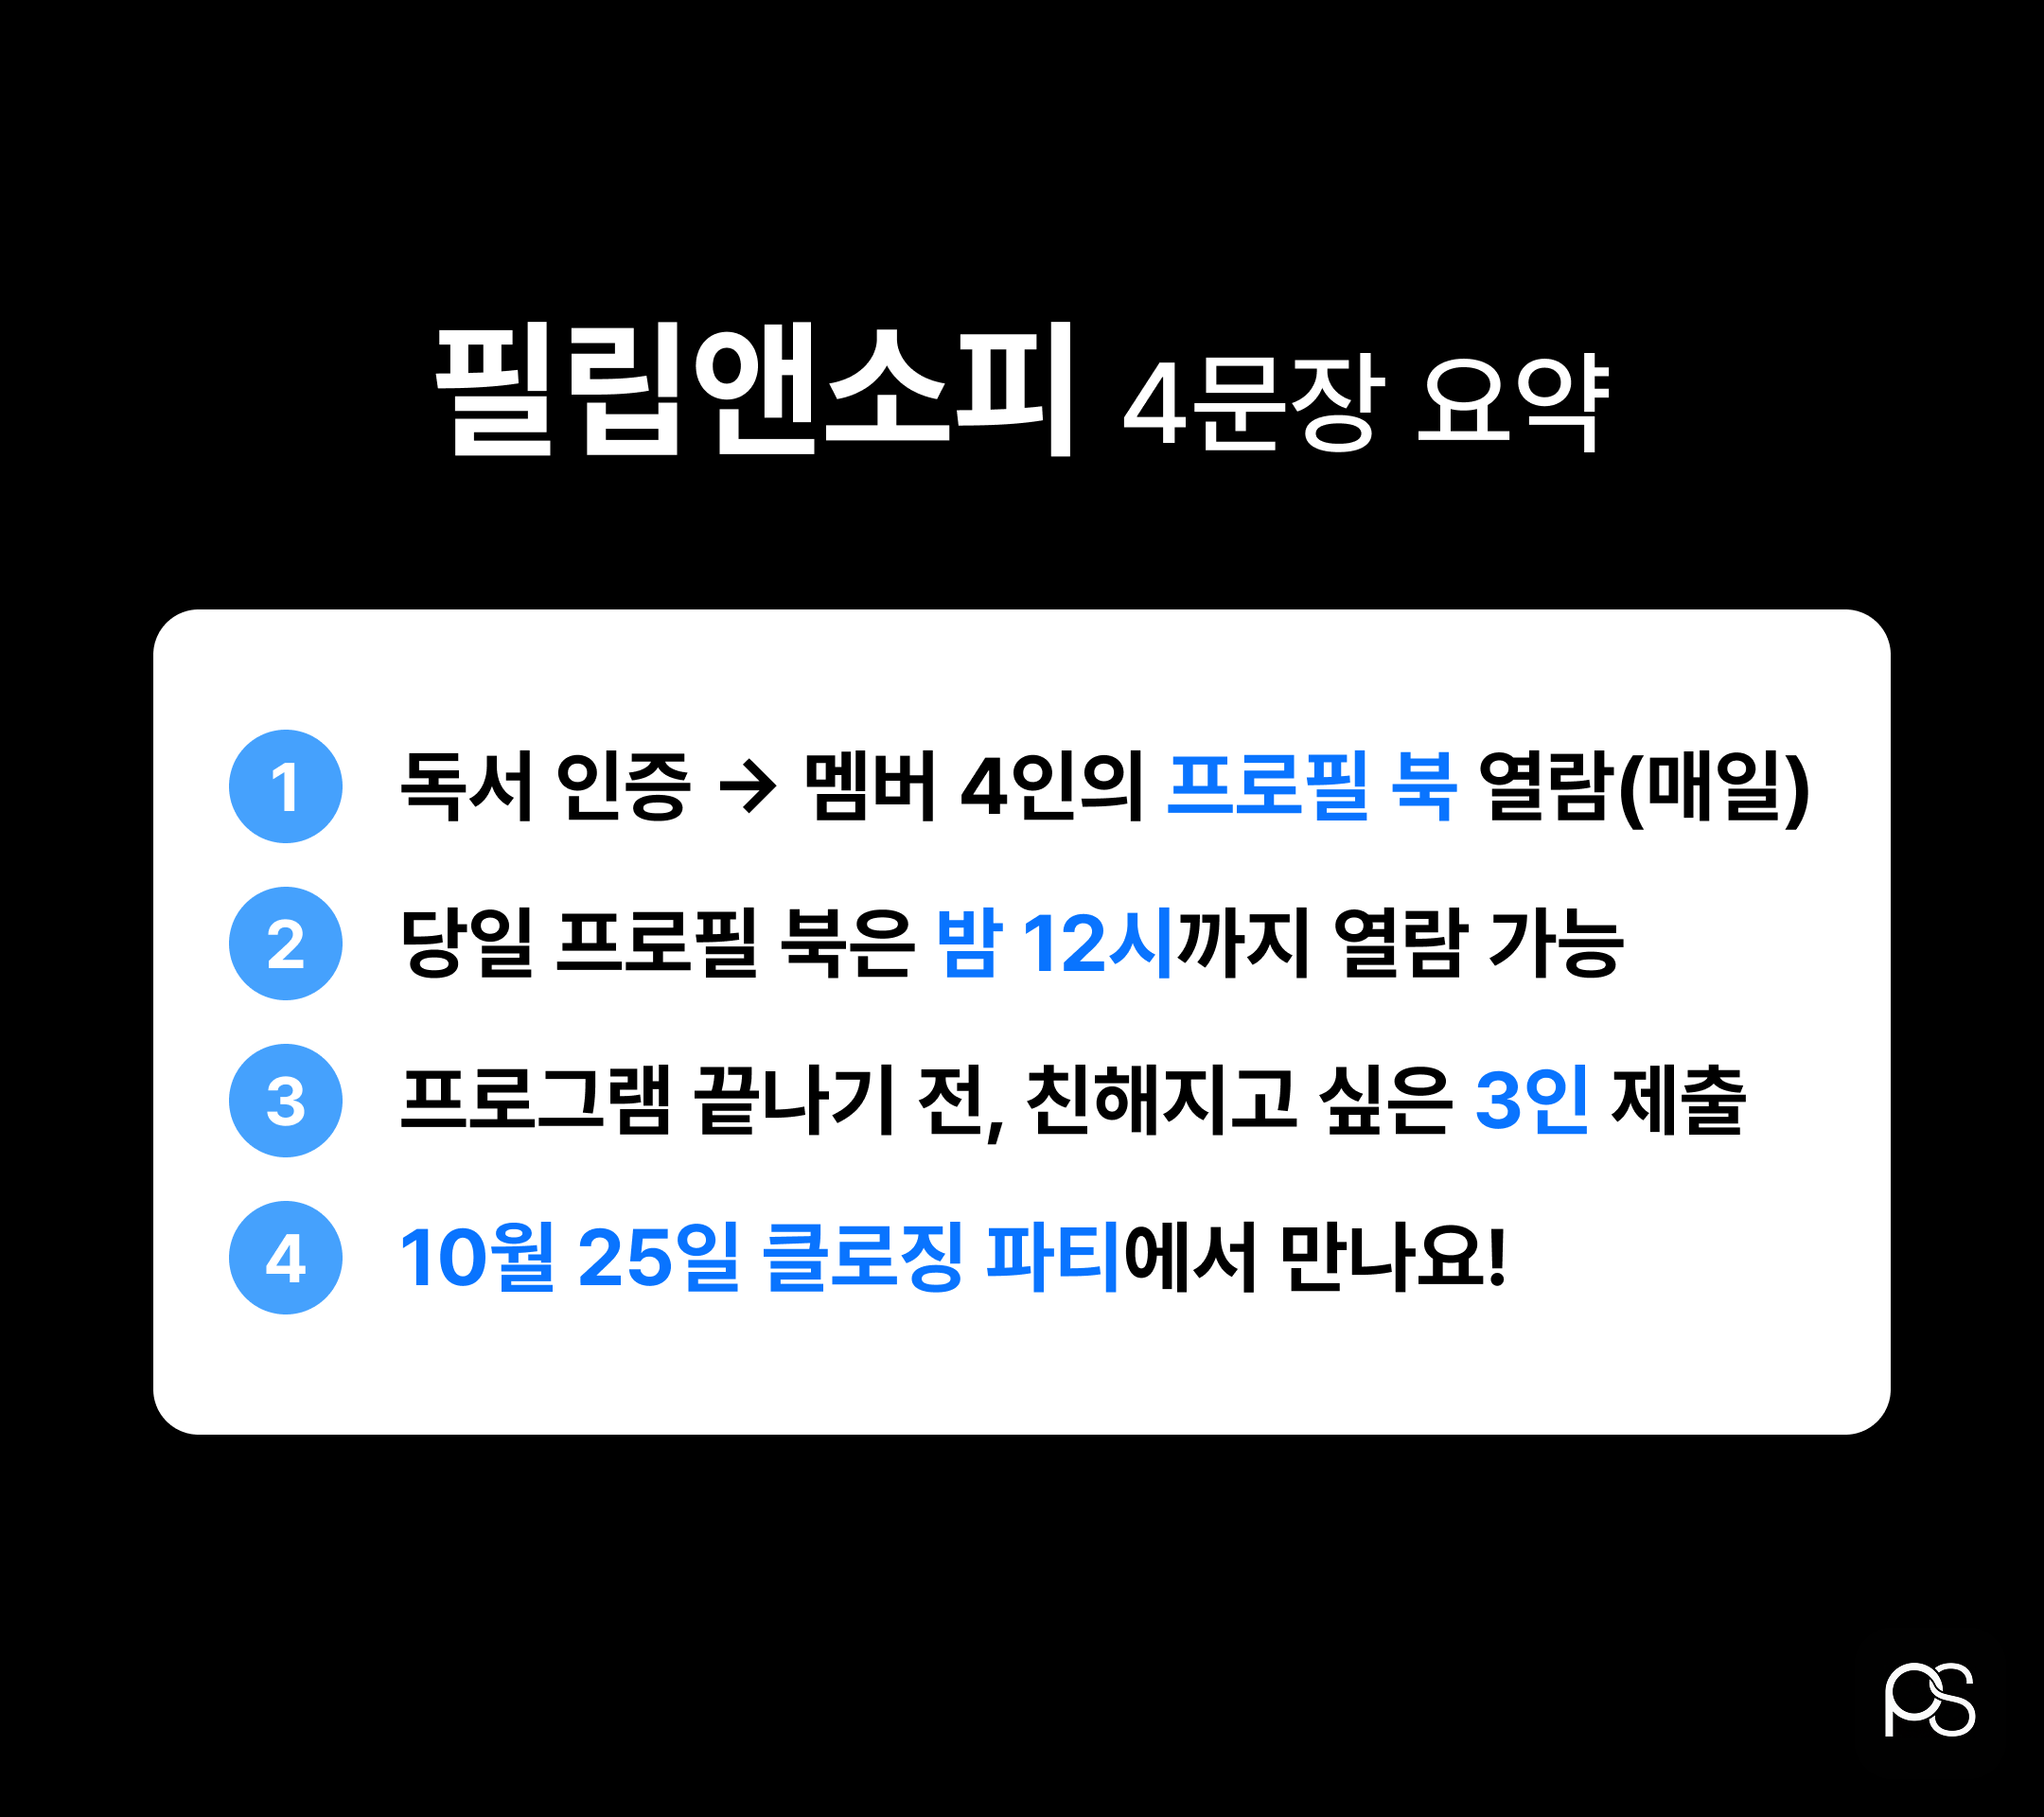 필립앤소피 4문장 요약
1 독서 인증 → 멤버 4인의 프로필 북 열람(매일)
2 당일 프로필 북은 밤 12시까지 열람 가능
3 프로그램 끝나기 전, 친해지고 싶은 3인 제출
4 10월 25일 클로징 파티에서 만나요!
PS